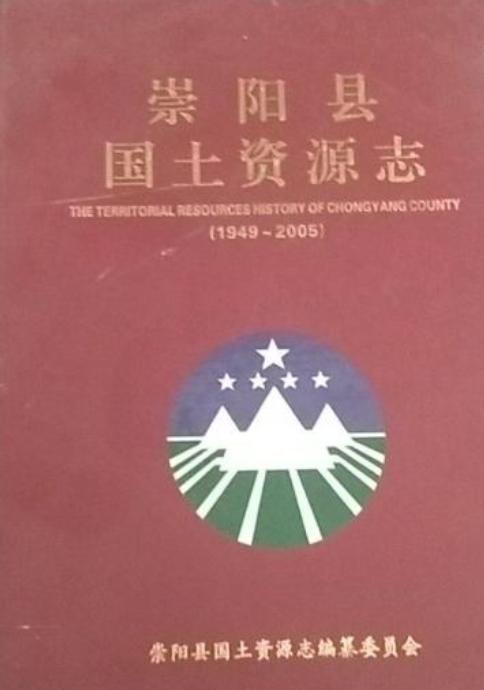 崇阳县
国土资源志
THE TERRITORIAL RESOURCES HISTORY OF CHONGYANG COUNTY
(1949~2005)
崇阳县国土资源志编纂委员会